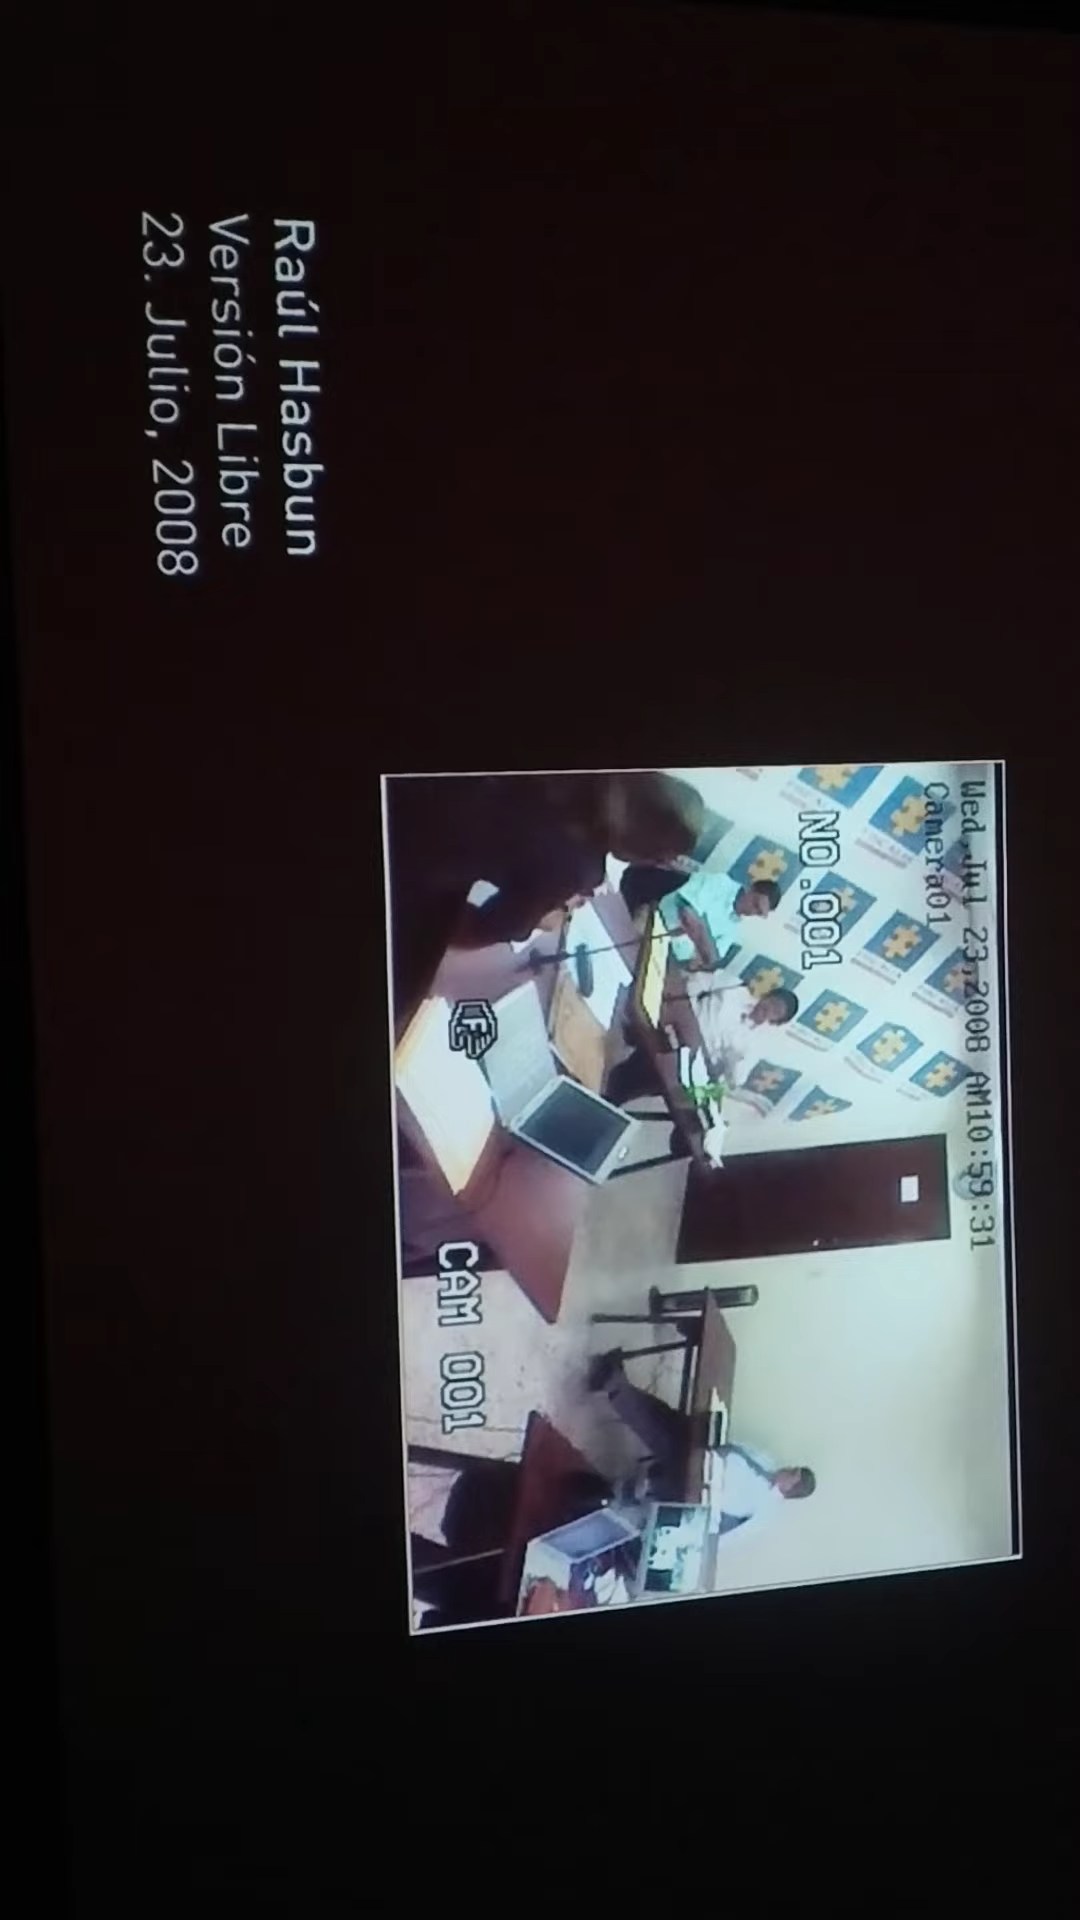 Wed,Jul 23,2008 AM10:59:31
Camera01
NO.001
CAM 001
Raúl Hasbun
Versión Libre
23. Julio, 2008